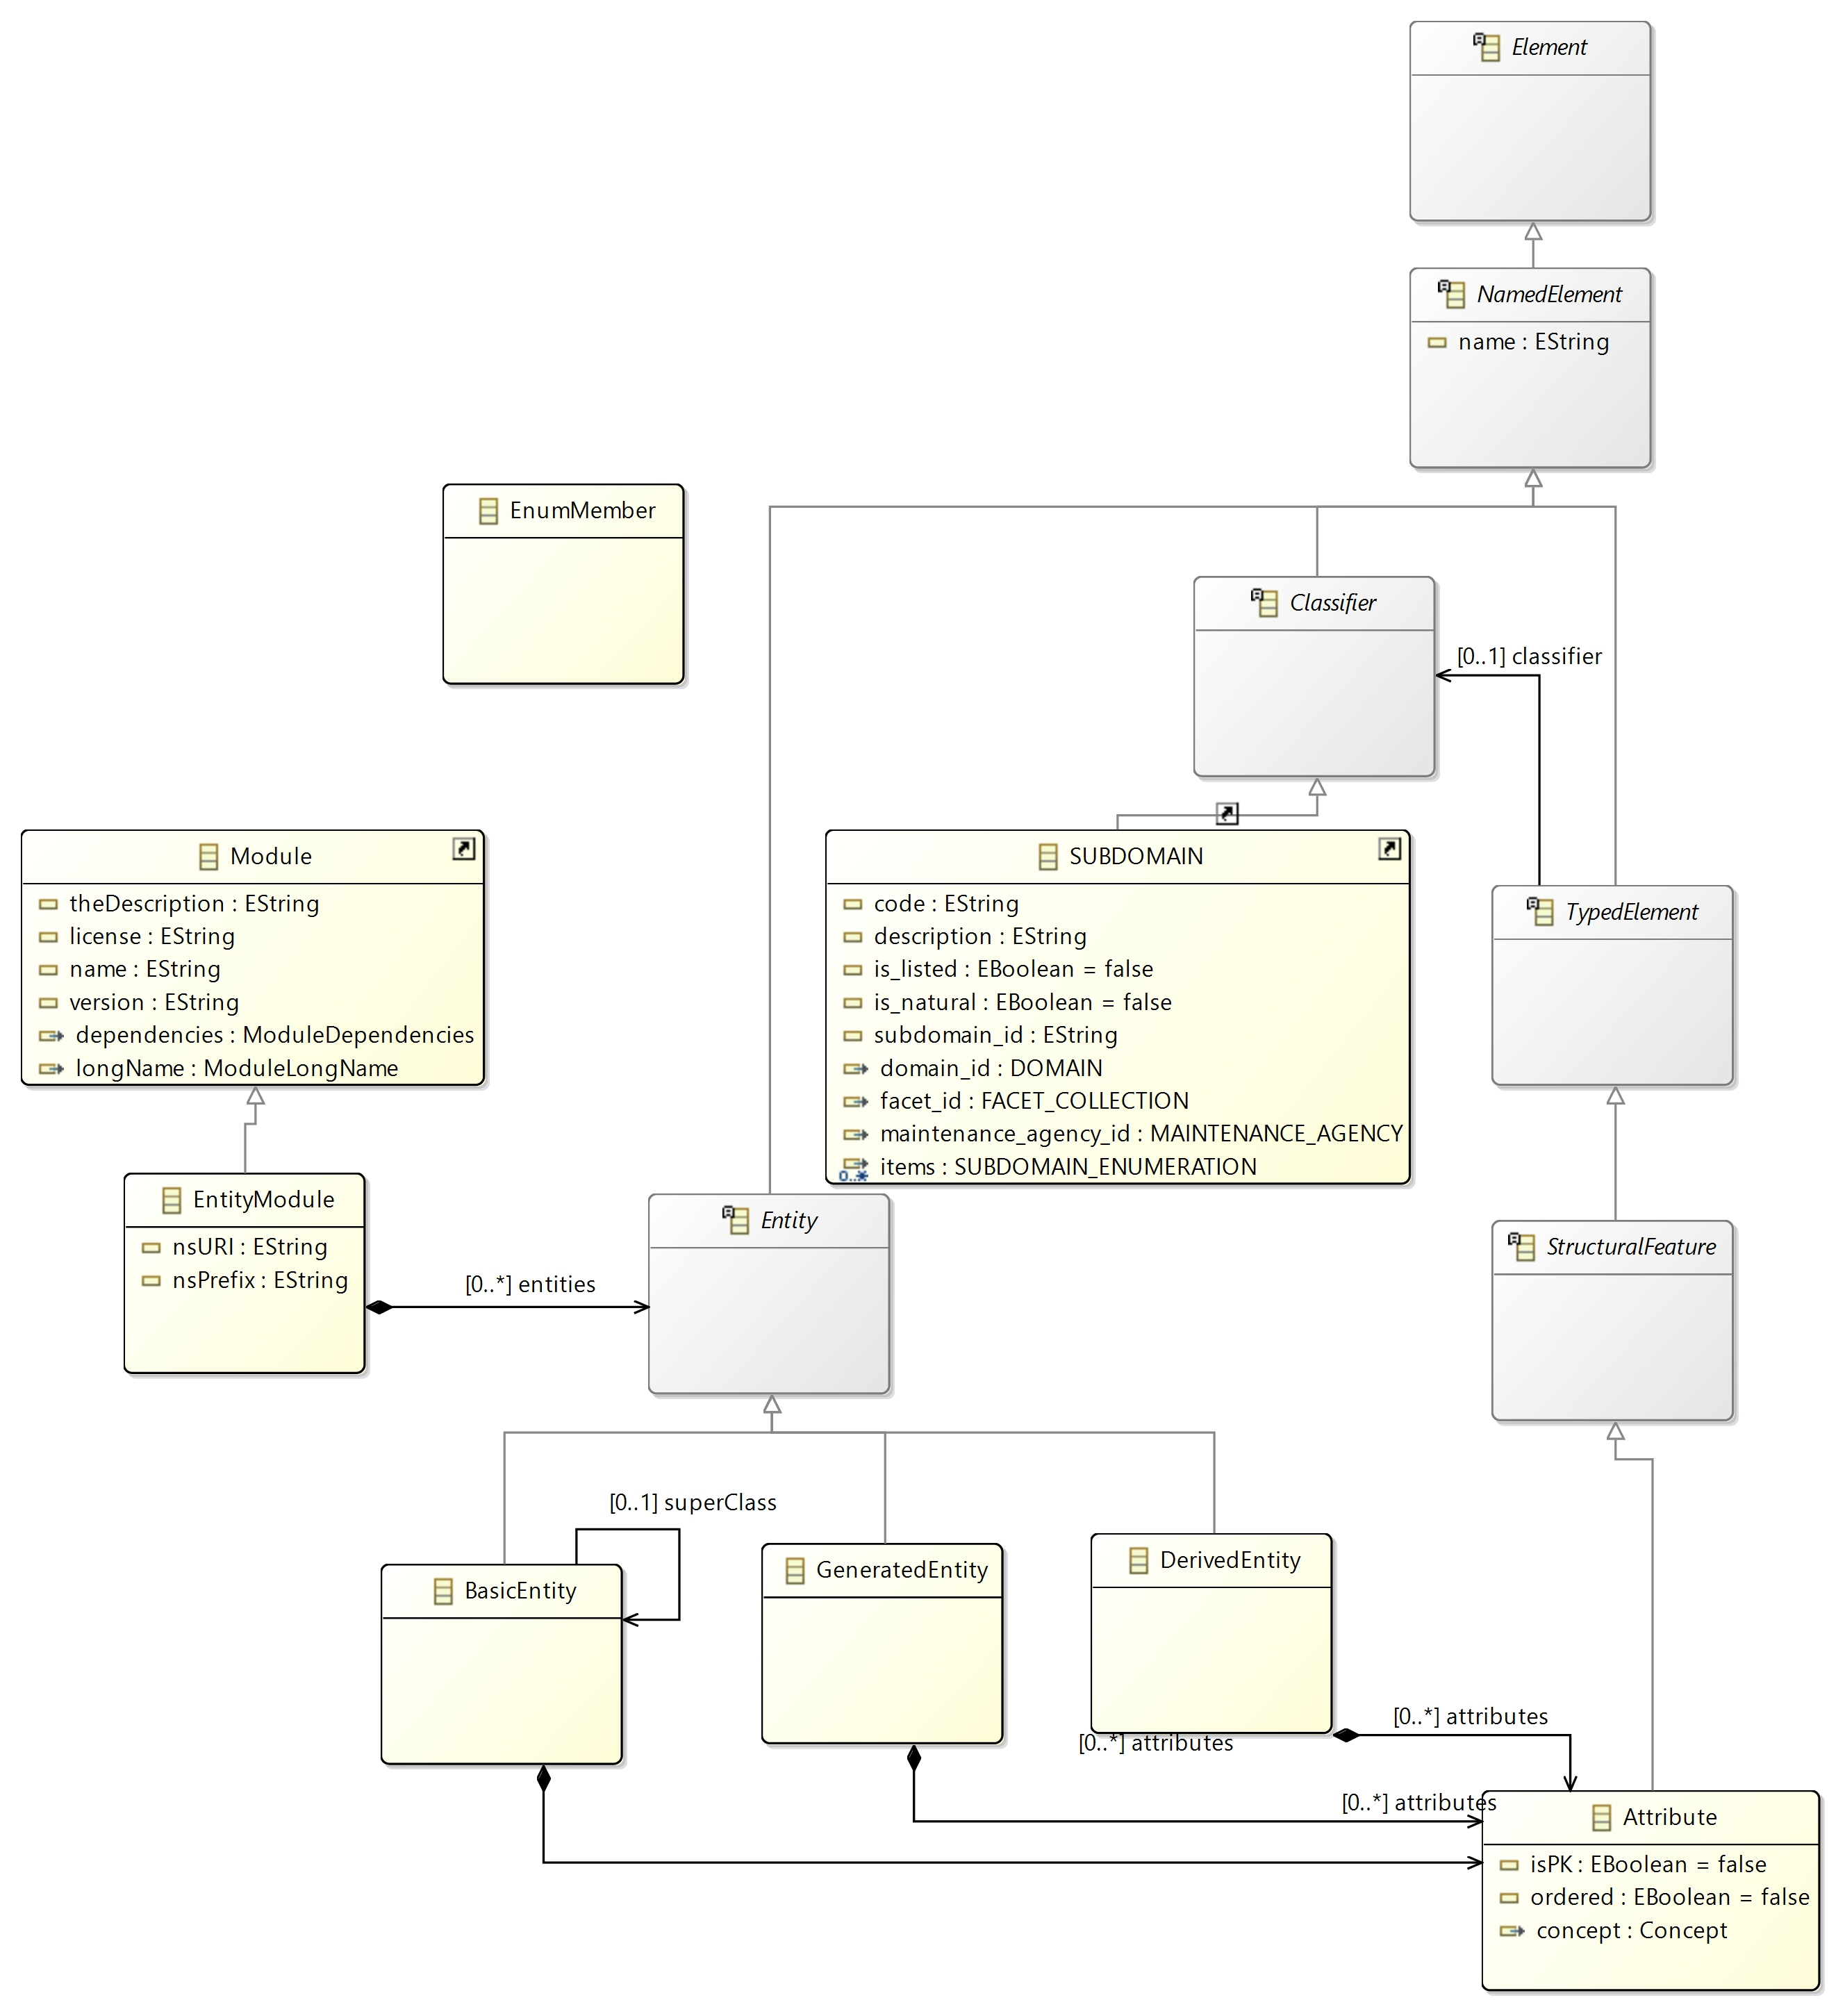 Element
NamedElement
name : EString
EnumMember
Classifier
[0..1] classifier
Module
theDescription : EString
license : EString
name : EString
version : EString
dependencies : ModuleDependencies
longName : ModuleLongName
SUBDOMAIN
code : EString
description : EString
is_listed : EBoolean = false
is_natural : EBoolean = false
subdomain_id : EString
domain_id : DOMAIN
facet_id : FACET_COLLECTION
maintenance_agency_id : MAINTENANCE_AGENCY
0..*
items : SUBDOMAIN_ENUMERATION
TypedElement
EntityModule
nsURI : EString
nsPrefix : EString
[0..*] entities
Entity
StructuralFeature
[0..1] superClass
BasicEntity
GeneratedEntity
DerivedEntity
[0..*] attributes
[0..*] attributes
[0..*] attributes
Attribute
isPK : EBoolean = false
ordered : EBoolean = false
concept : Concept